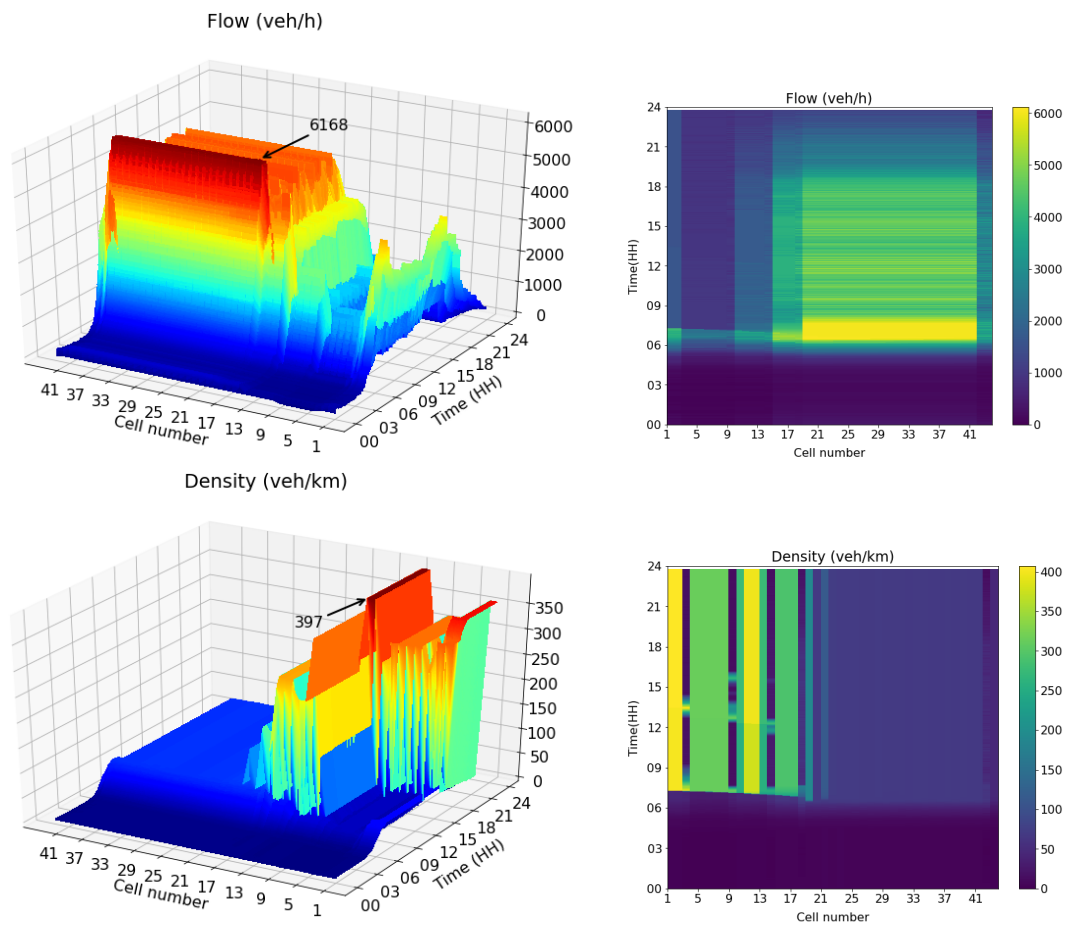 Flow (veh/h)
6168
6000
5000
4000
3000
2000
1000
0
41 37 33 29 25 21 17 13 9 5 1
Cell number
00 03 06 09 12 15 18 21 24
Time (HH)
Flow (veh/h)
24
21
18
15
12
09
06
03
00
Time(HH)
1 5 9 13 17 21 25 29 33 37 41
Cell number
6000
5000
4000
3000
2000
1000
0
Density (veh/km)
397
350
300
250
200
150
100
50
0
41 37 33 29 25 21 17 13 9 5 1
Cell number
00 03 06 09 12 15 18 21 24
Time (HH)
Density (veh/km)
24
21
18
15
12
09
06
03
00
Time(HH)
1 5 9 13 17 21 25 29 33 37 41
Cell number
400
350
300
250
200
150
100
50
0